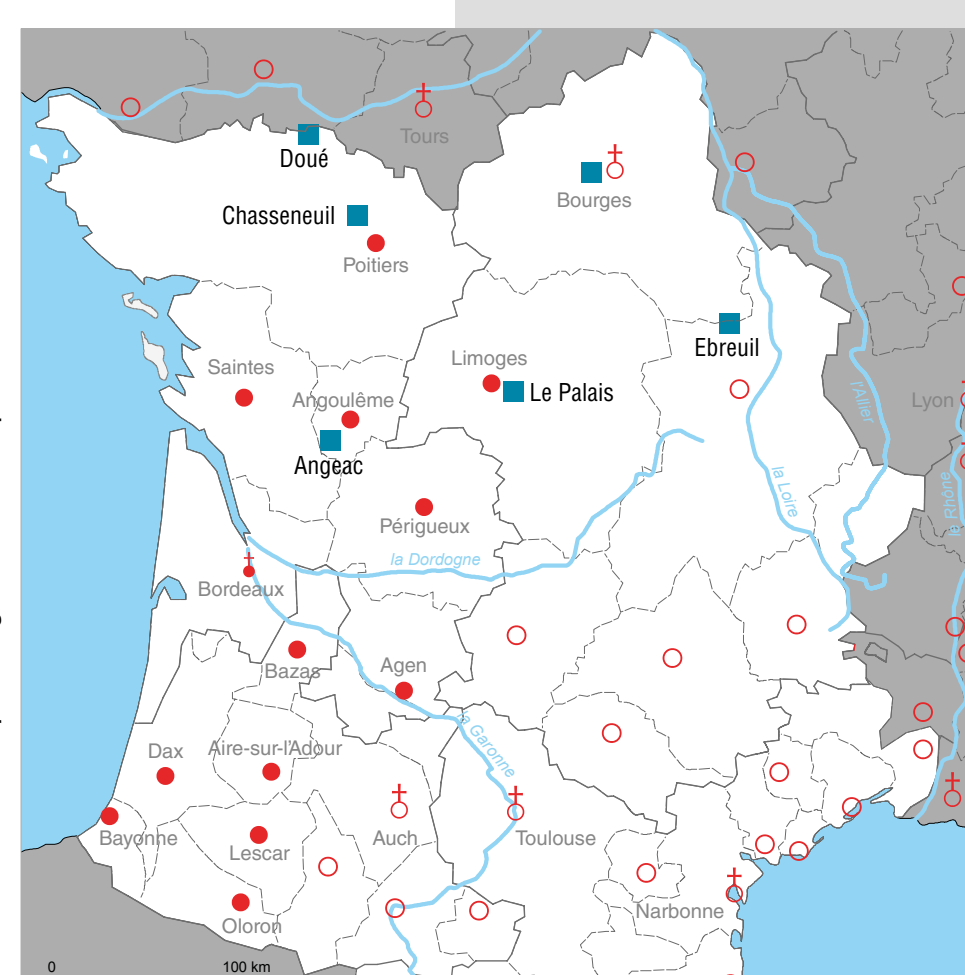 Tours
Doué
Bourges
Chasseneuil
Poitiers
Ebreuil
Limoges
Saintes
Le Palais
Angoulême
l'Allier
Lyon
Angeac
la Loire
le Rhône
Périgueux
la Dordogne
Bordeaux
Agen
Bazas
la Garonne
Dax
Aire-sur-l'Adour
Bayonne
Auch
Toulouse
Lescar
Narbonne
Oloron
0 100 km